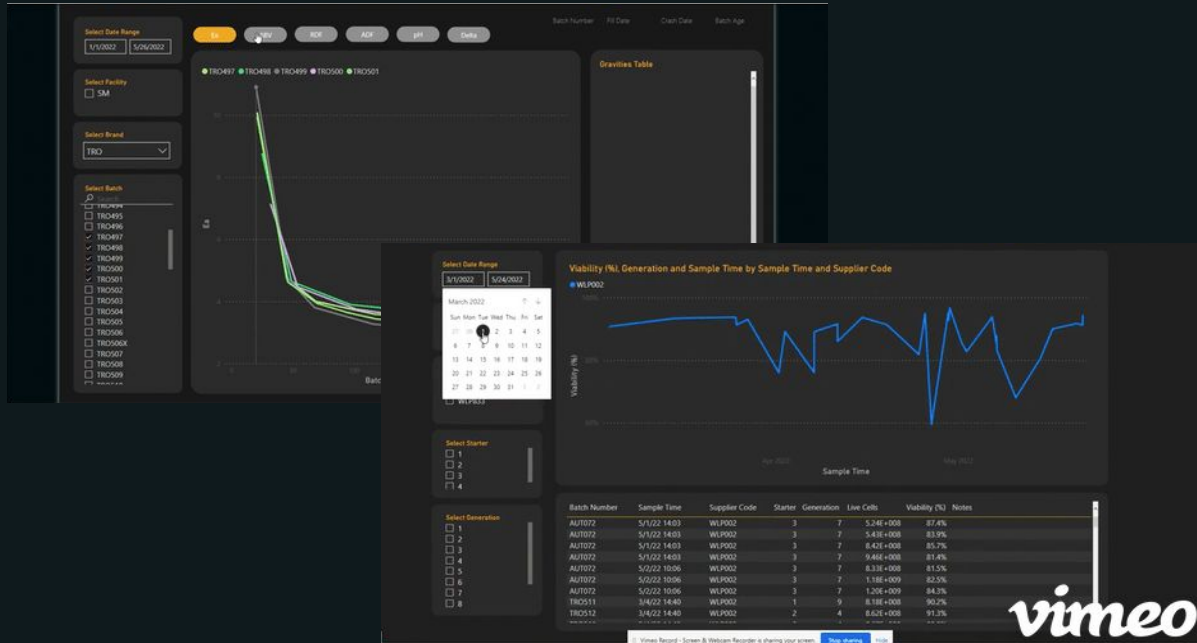 Batch Number Fill Date Crash Date Batch Age
Select Date Range
1/1/2022 5/26/2022
Ea ABV RDF ADF pH Delta
Select Facility
SM
Select Brand
TRO
Select Batch
Search
TRO494
TRO495
TRO496
TRO497
TRO498
TRO499
TRO500
TRO501
TRO502
TRO503
TRO504
TRO505
TRO506
TRO506X
TRO507
TRO508
TRO509
TRO497 TRO498 TRO499 TRO500 TRO501
Ea
Batc
Gravities Table
Select Date Range
3/1/2022 5/24/2022
March 2022
Sun Mon Tue Wed Thu Fri Sat
27 28 1 2 3 4 5
6 7 8 9 10 11 12
13 14 15 16 17 18 19
20 21 22 23 24 25 26
27 28 29 30 31 1 2
WLP833
Select Starter
1
2
3
4
Select Generation
1
2
3
4
5
6
7
8
Viability (%), Generation and Sample Time by Sample Time and Supplier Code
WLP002
100%
Viability (%)
Apr 2022 May 2022
Sample Time
Batch Number Sample Time Supplier Code Starter Generation Live Cells Viability (%) Notes
AUT072 5/1/22 14:03 WLP002 3 7 5.24E+008 87.4%
AUT072 5/1/22 14:03 WLP002 3 7 5.43E+008 83.9%
AUT072 5/1/22 14:03 WLP002 3 7 8.42E+008 85.7%
AUT072 5/1/22 14:03 WLP002 3 7 9.46E+008 81.4%
AUT072 5/2/22 10:06 WLP002 3 7 8.33E+008 81.5%
AUT072 5/2/22 10:06 WLP002 3 7 1.18E+009 82.5%
AUT072 5/2/22 10:06 WLP002 3 7 1.20E+009 84.3%
TRO511 3/4/22 14:40 WLP002 1 9 8.18E+008 90.2%
TRO512 3/4/22 14:40 WLP002 2 4 8.62E+008 91.3%
Vimeo Record - Screen & Webcam Recorder is sharing your screen. Stop sharing Hide
vimeo